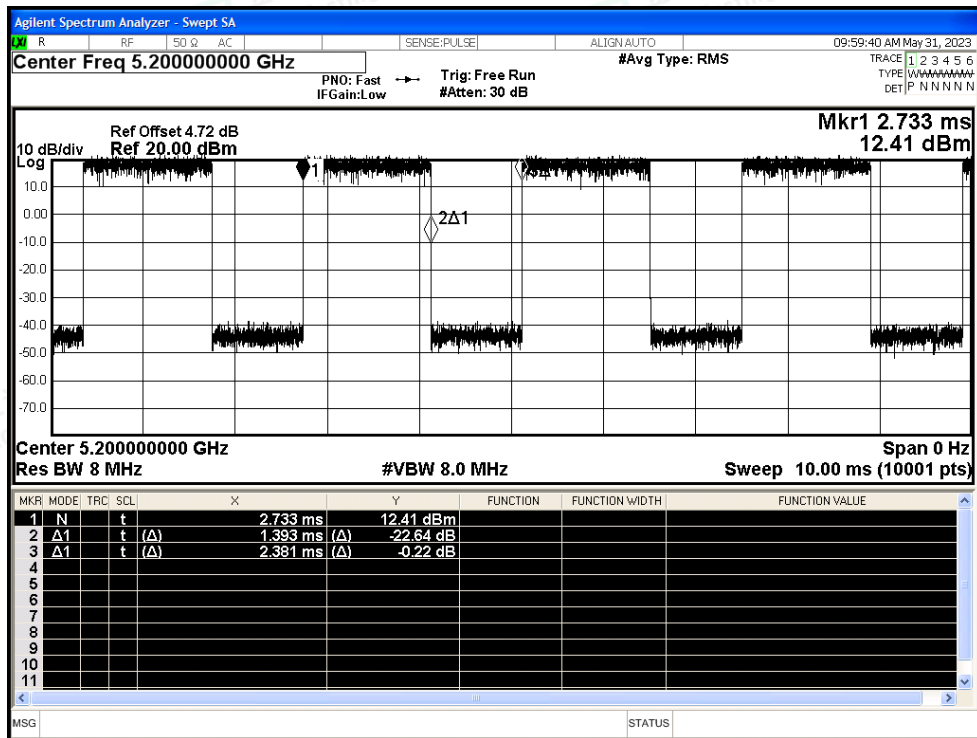 Agilent Spectrum Analyzer - Swept SA
LXI R RF 50 Ω AC SENSE:PULSE ALIGN AUTO 09:59:40 AM May 31, 2023
Center Freq 5.200000000 GHz #Avg Type: RMS TRACE 1 2 3 4 5 6
PNO: Fast Trig: Free Run TYPE WWWWWW
IFGain:Low #Atten: 30 dB DET P N N N N N
Mkr1 2.733 ms
Ref Offset 4.72 dB
10 dB/div Ref 20.00 dBm 12.41 dBm
Log
1
3Δ1
10.0
0.00
2Δ1
-10.0
-20.0
-30.0
-40.0
-50.0
-60.0
-70.0
Center 5.200000000 GHz Span 0 Hz
Res BW 8 MHz #VBW 8.0 MHz Sweep 10.00 ms (10001 pts)
MKR MODE TRC SCL X Y FUNCTION FUNCTION WIDTH FUNCTION VALUE
1 N t 2.733 ms 12.41 dBm
2 Δ1 t (Δ) 1.393 ms (Δ) -22.64 dB
3 Δ1 t (Δ) 2.381 ms (Δ) -0.22 dB
4
5
6
7
8
9
10
11
MSG STATUS